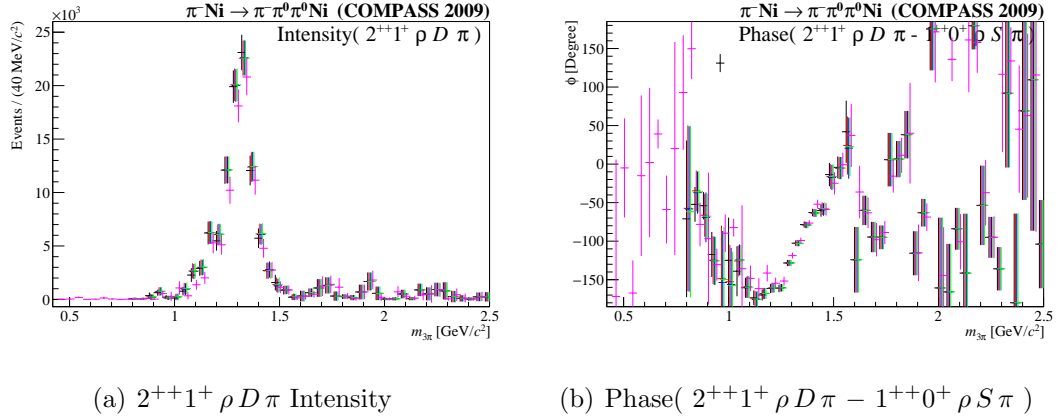 π⁻Ni → π⁻π⁰π⁰Ni (COMPASS 2009)
Intensity( 2⁺⁺1⁺ ρ D π )
×10³
Events / (40 MeV/c²)
20
15
10
5
0
0.5 1 1.5 2 2.5
m₃π [GeV/c²]
(a) 2⁺⁺1⁺ ρ D π Intensity
π⁻Ni → π⁻π⁰π⁰Ni (COMPASS 2009)
Phase( 2⁺⁺1⁺ ρ D π - 1⁺⁺0⁺ ρ S π )
ϕ [Degree]
150
100
50
0
−50
−100
−150
0.5 1 1.5 2 2.5
m₃π [GeV/c²]
(b) Phase( 2⁺⁺1⁺ ρ D π − 1⁺⁺0⁺ ρ S π )